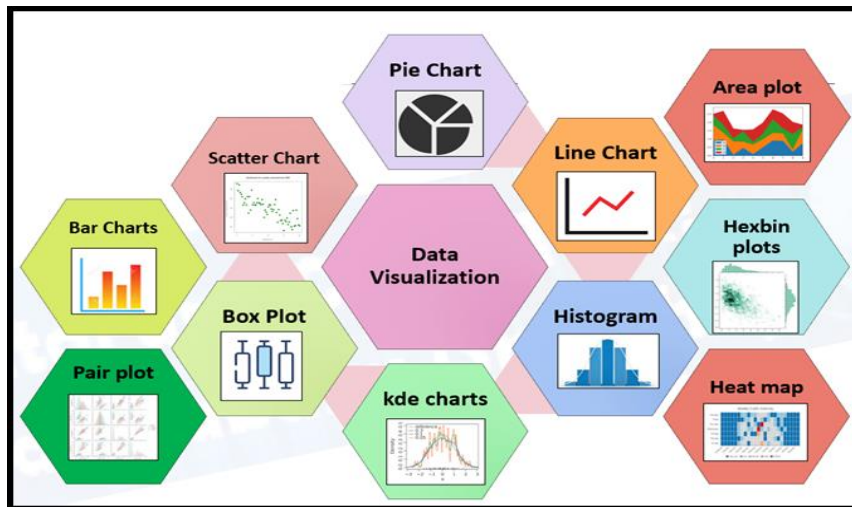 Pie Chart
Area plot
Scatter Chart
Line Chart
Bar Charts
Data
Visualization
Hexbin
plots
Box Plot
Histogram
Pair plot
kde charts
Heat map